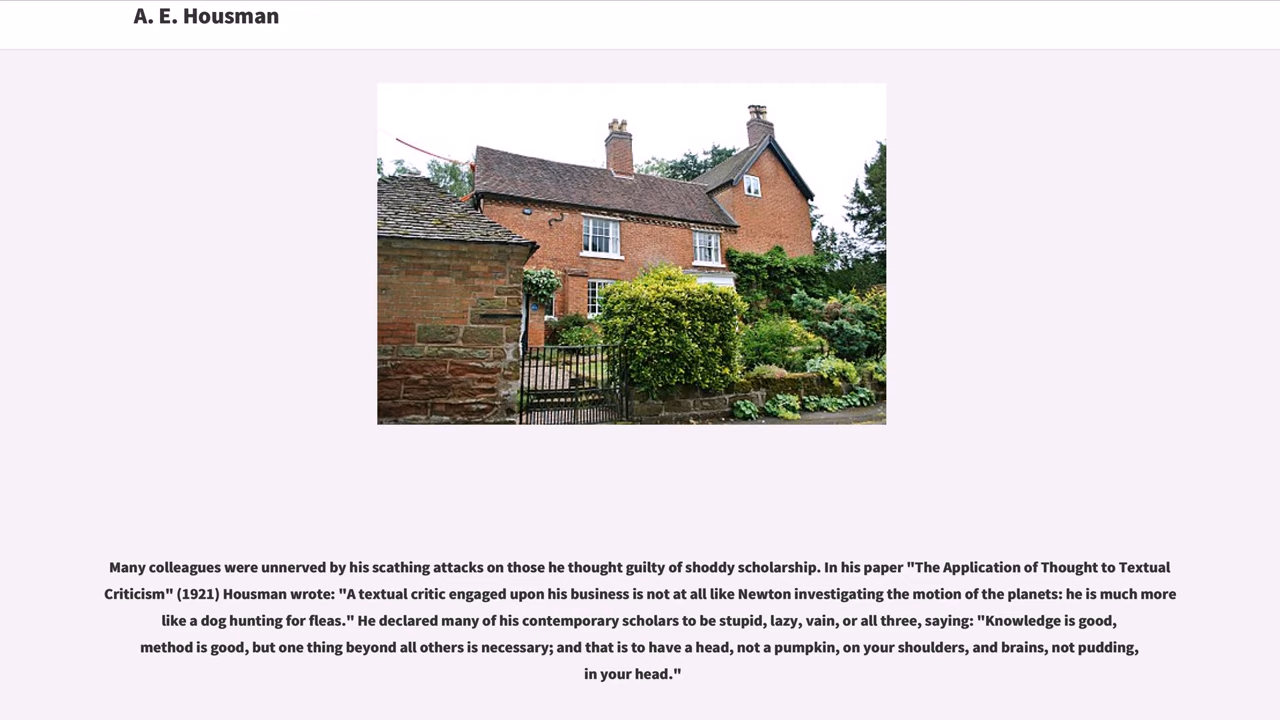 A. E. Housman
Many colleagues were unnerved by his scathing attacks on those he thought guilty of shoddy scholarship. In his paper "The Application of Thought to Textual
Criticism" (1921) Housman wrote: "A textual critic engaged upon his business is not at all like Newton investigating the motion of the planets: he is much more
like a dog hunting for fleas." He declared many of his contemporary scholars to be stupid, lazy, vain, or all three, saying: "Knowledge is good,
method is good, but one thing beyond all others is necessary; and that is to have a head, not a pumpkin, on your shoulders, and brains, not pudding,
in your head."